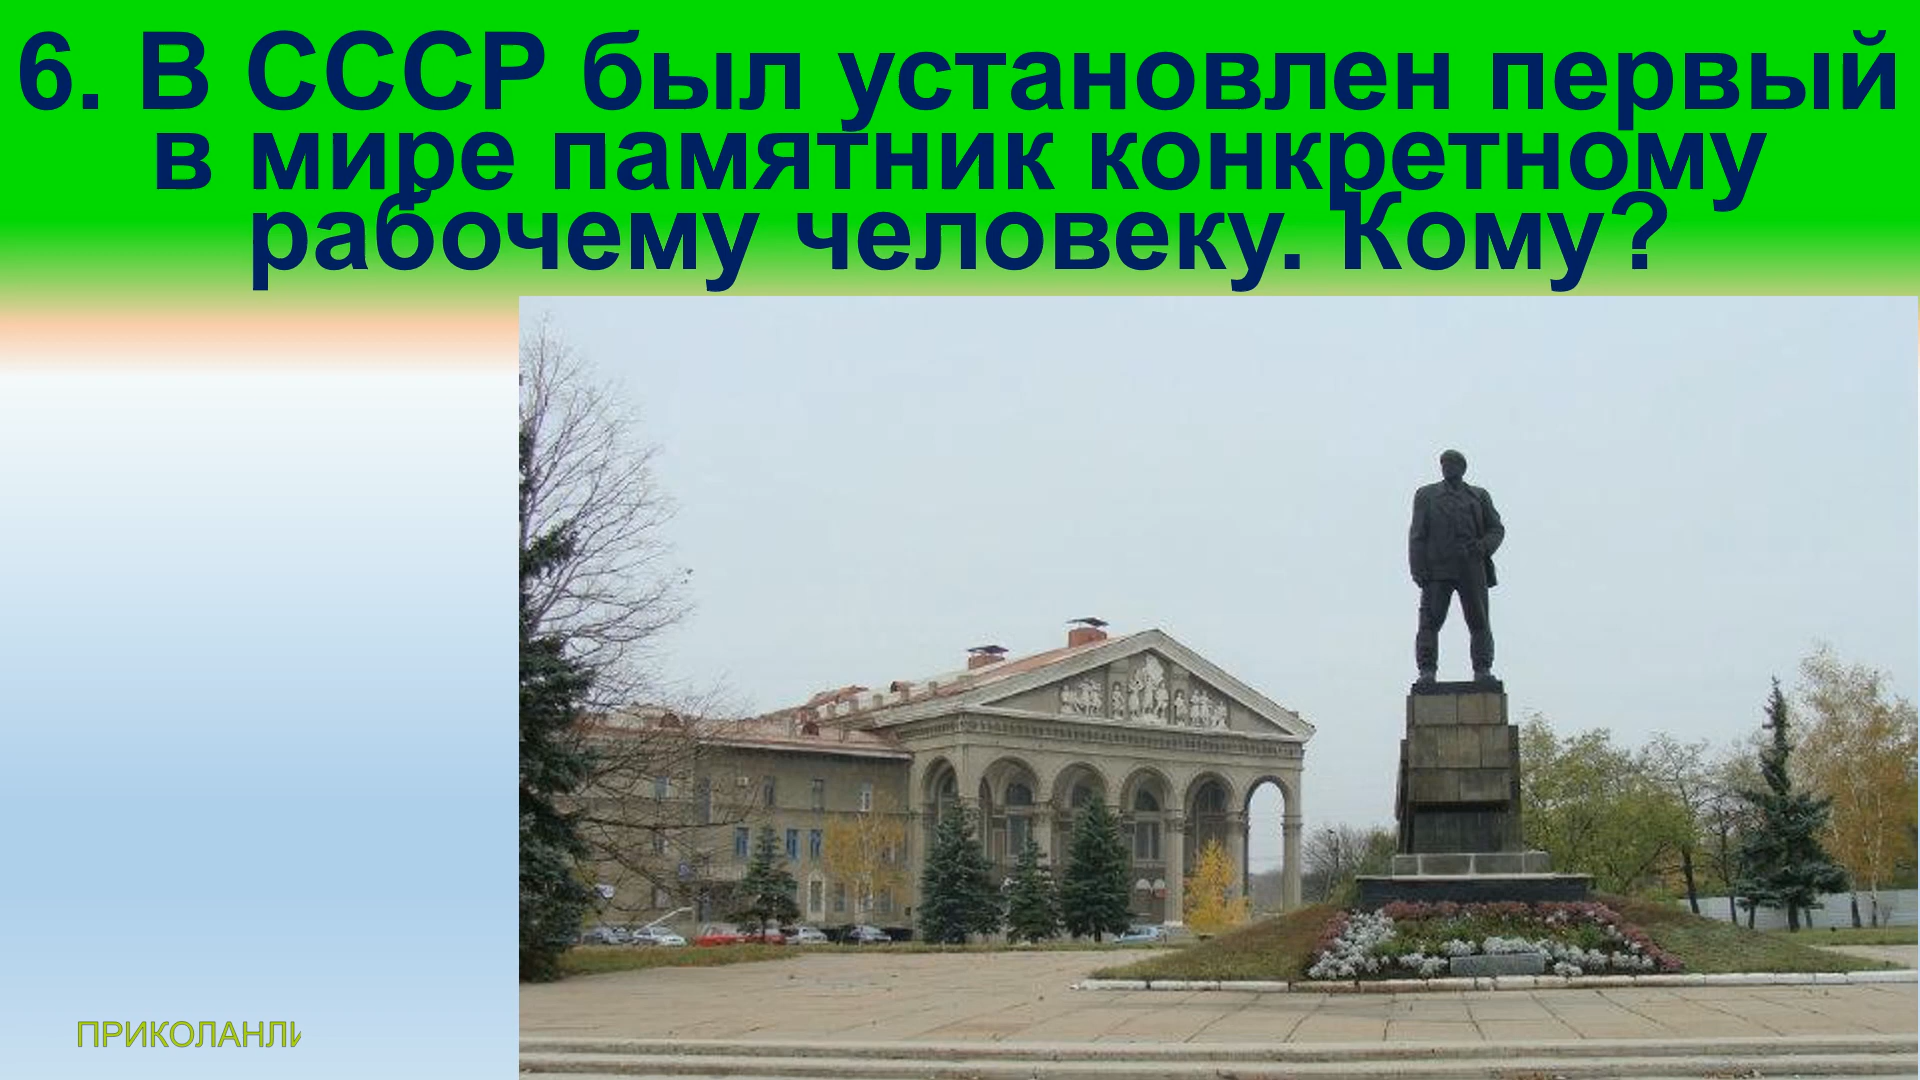 6. В СССР был установлен первый
в мире памятник конкретному
рабочему человеку. Кому?
ПРИКОЛАНЛИ